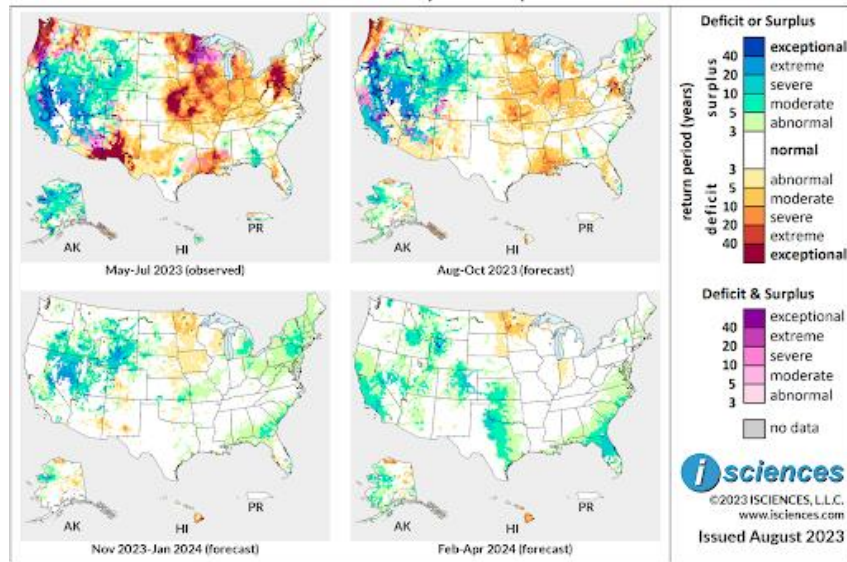 AK
HI
PR
May-Jul 2023 (observed)
AK
HI
PR
Aug-Oct 2023 (forecast)
AK
HI
PR
Nov 2023-Jan 2024 (forecast)
AK
HI
PR
Feb-Apr 2024 (forecast)
Deficit or Surplus
return period (years)
surplus
deficit
40 exceptional
20 extreme
10 severe
5 moderate
3 abnormal
normal
3 abnormal
5 moderate
10 severe
20 extreme
40 exceptional
Deficit & Surplus
40 exceptional
20 extreme
10 severe
5 moderate
3 abnormal
no data
i sciences
©2023 ISCIENCES, L.L.C.
www.isciences.com
Issued August 2023